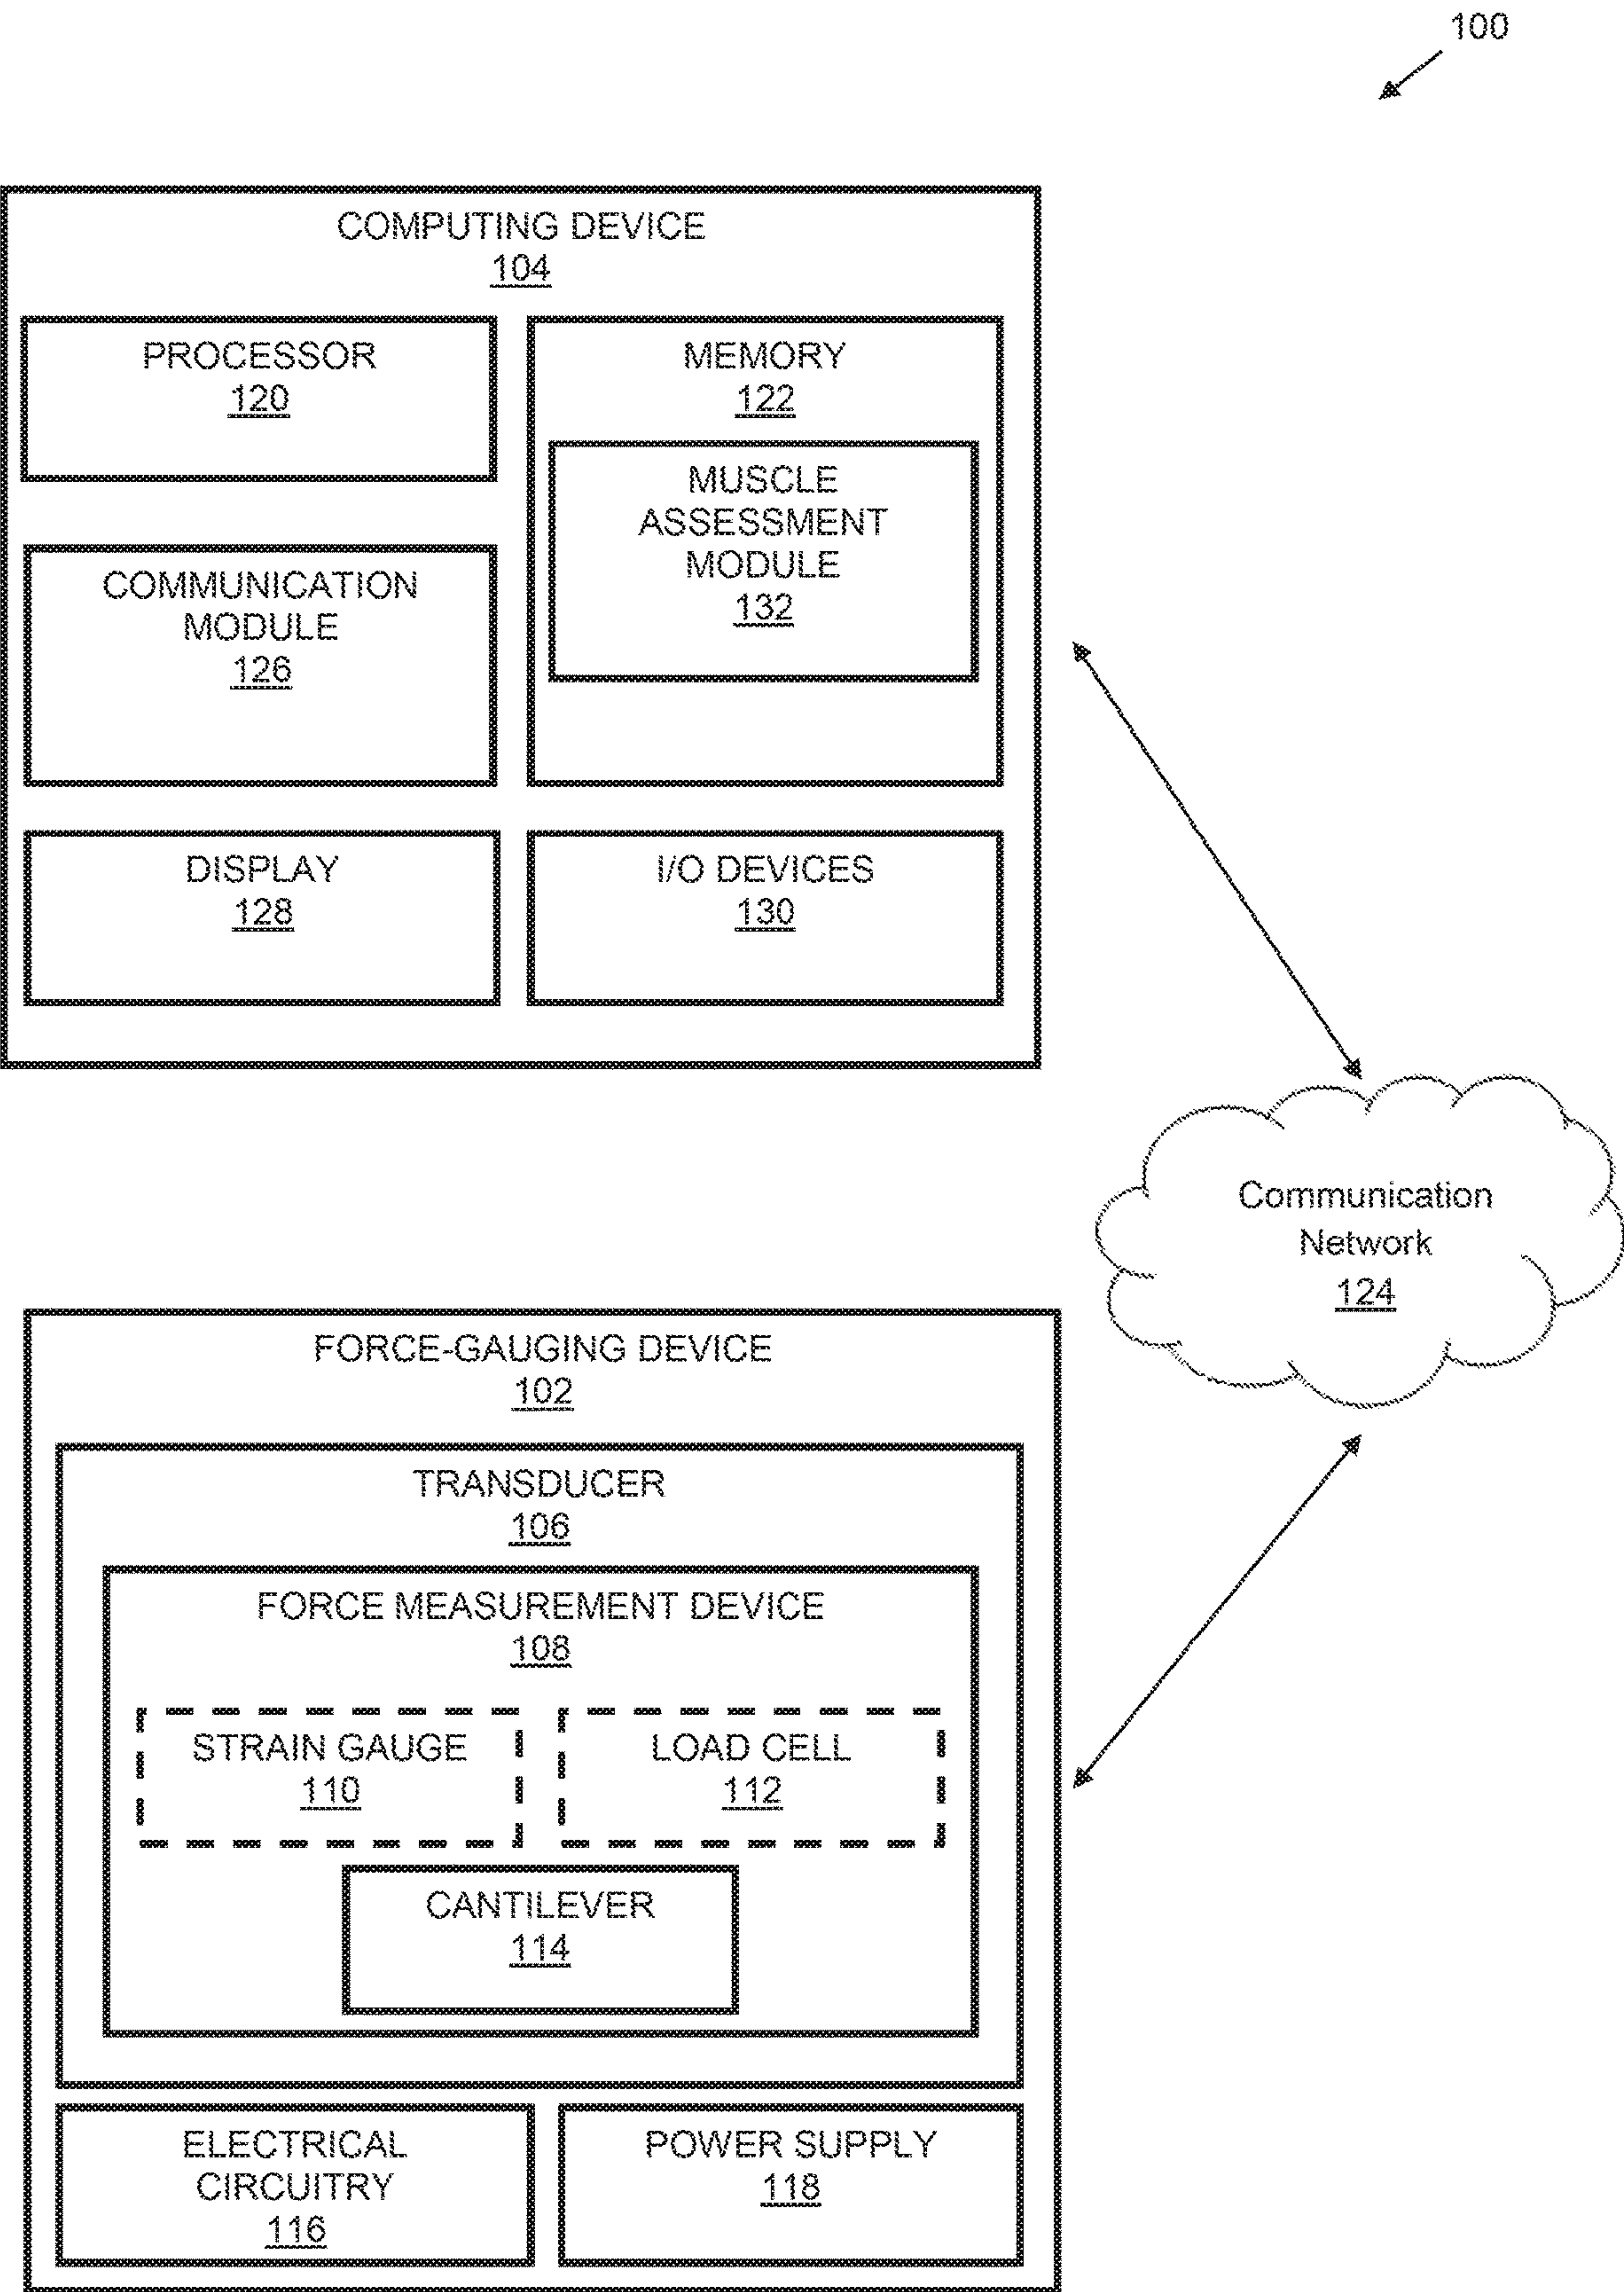 100
COMPUTING DEVICE
104
PROCESSOR
120
MEMORY
122
MUSCLE
ASSESSMENT
MODULE
132
COMMUNICATION
MODULE
126
DISPLAY
128
I/O DEVICES
130
Communication
Network
124
FORCE-GAUGING DEVICE
102
TRANSDUCER
106
FORCE MEASUREMENT DEVICE
108
STRAIN GAUGE
110
LOAD CELL
112
CANTILEVER
114
ELECTRICAL
CIRCUITRY
116
POWER SUPPLY
118